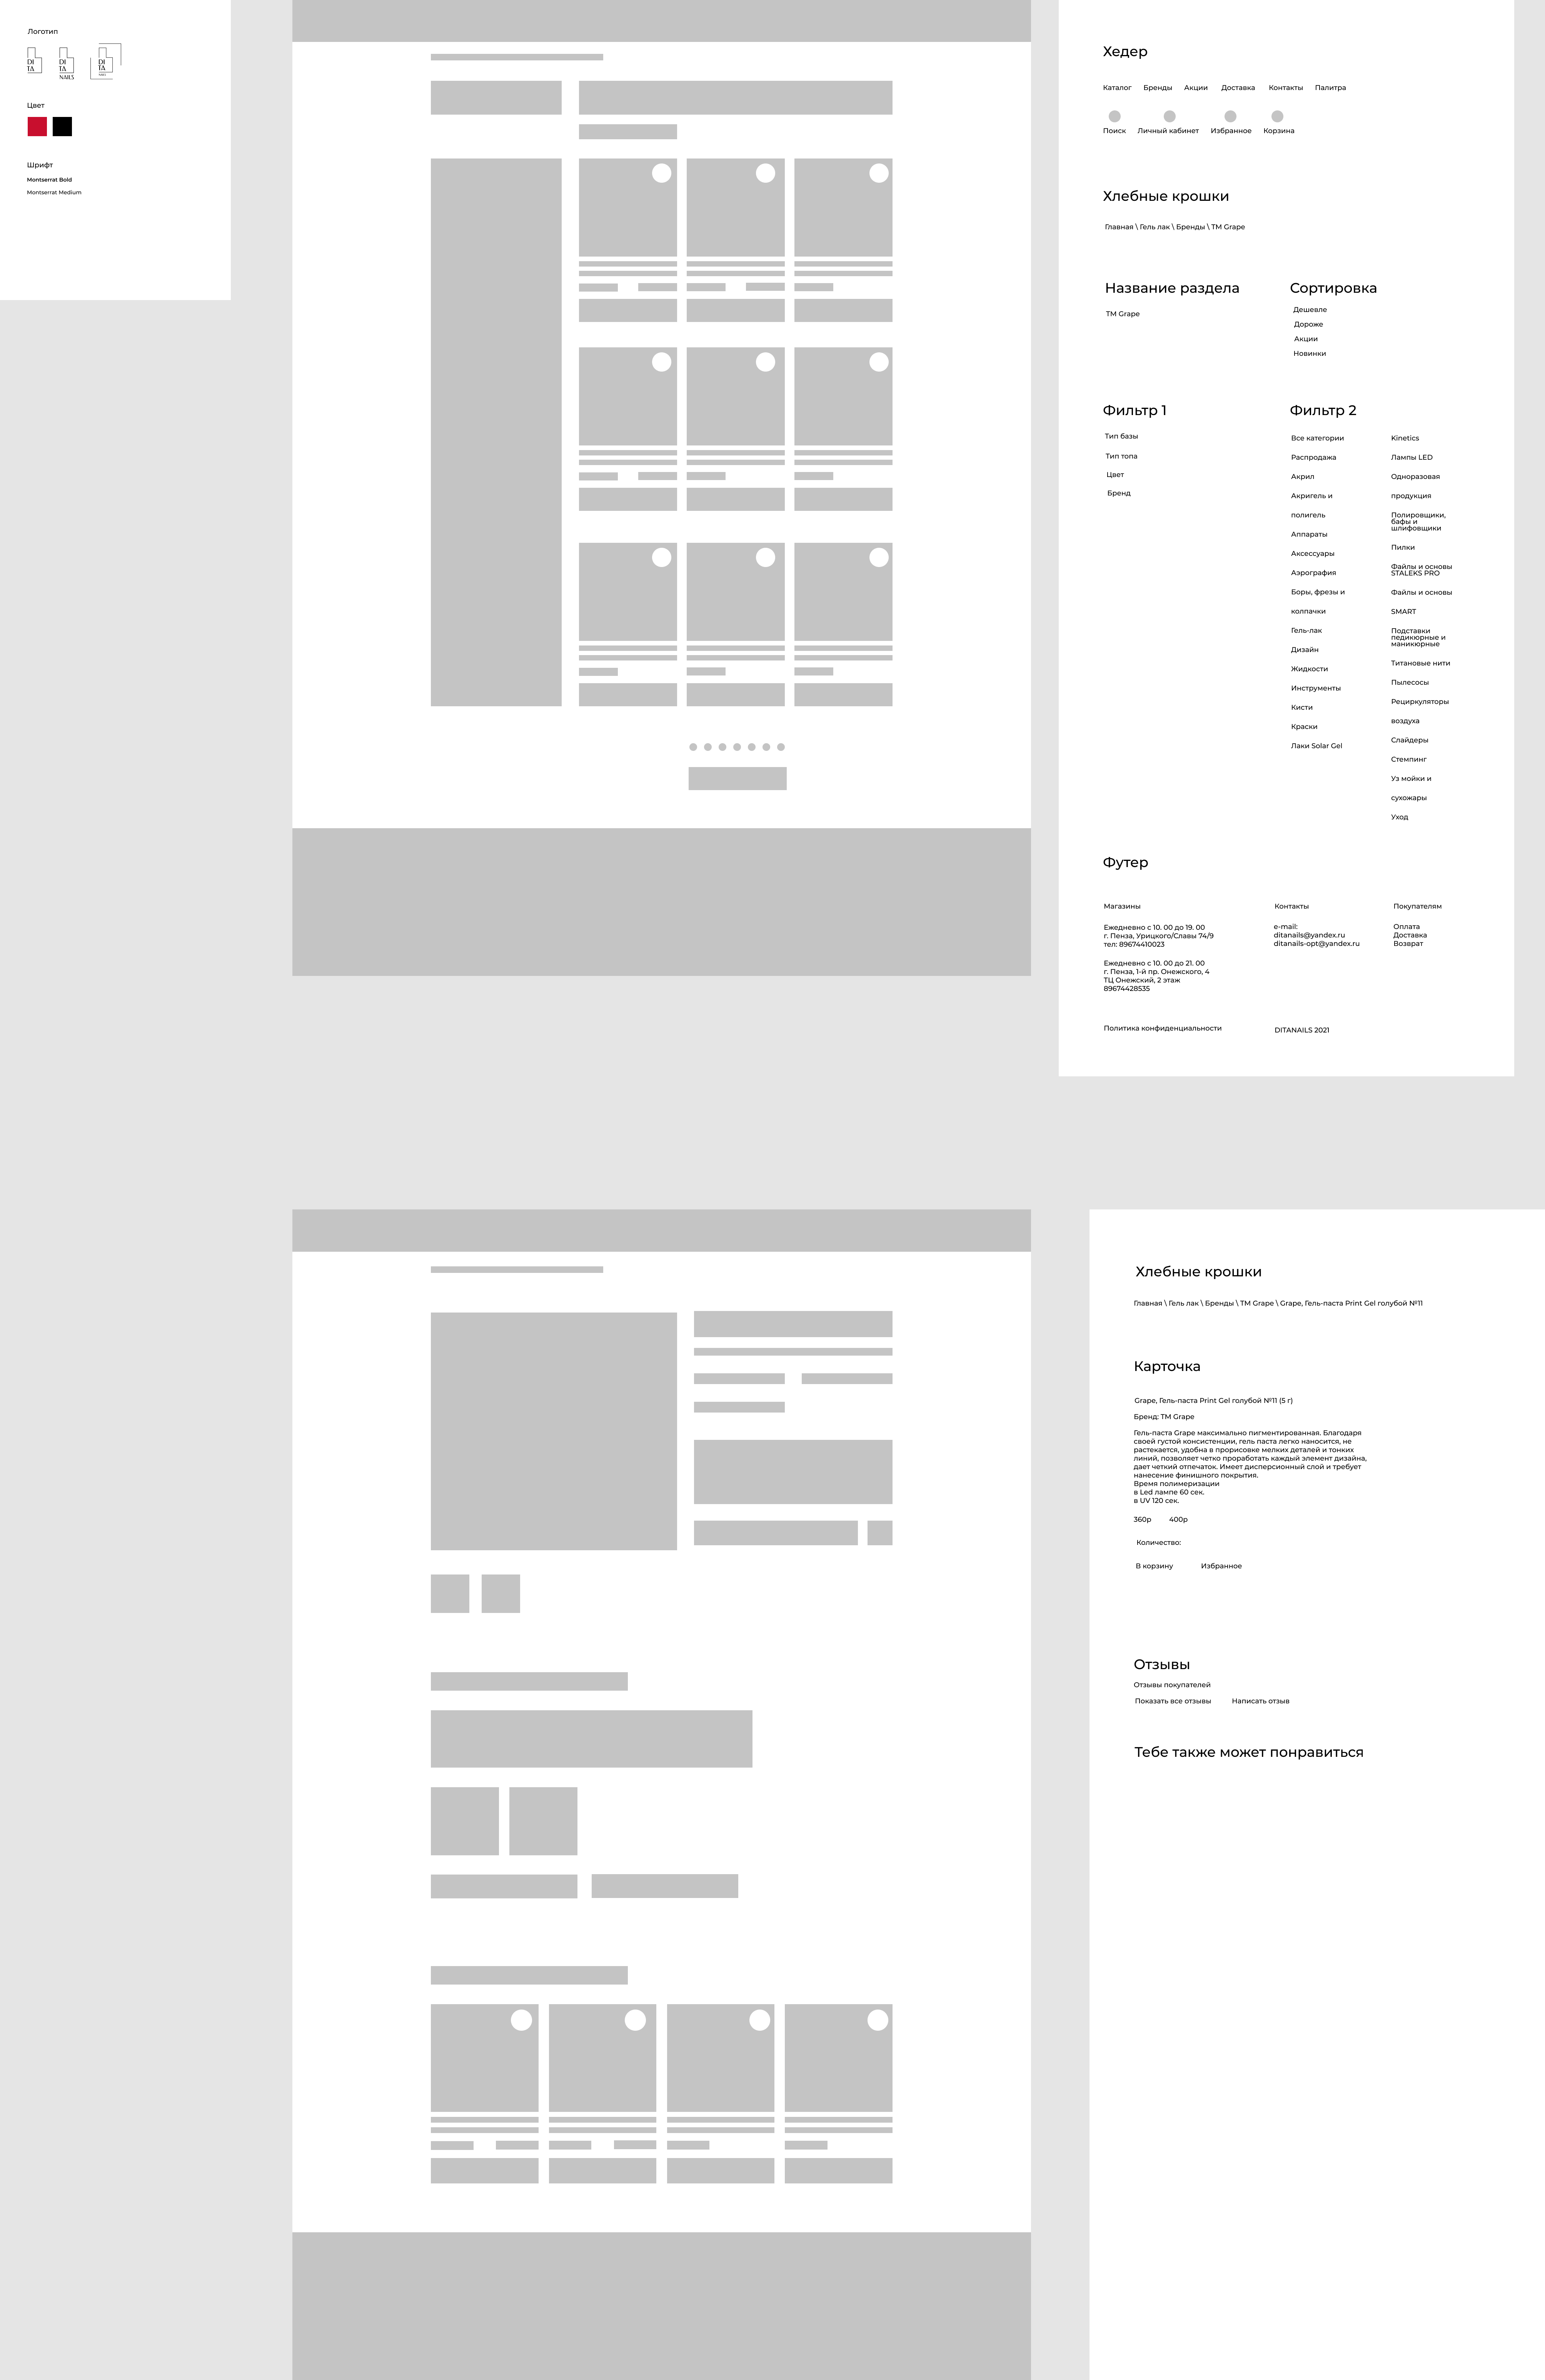 Логотип
DI
TA
DI
TA
NAILS
DI
TA
Цвет
Шрифт
Montserrat Bold
Montserrat Medium
Хедер
Каталог Бренды Акции Доставка Контакты Палитра
Поиск Личный кабинет Избранное Корзина
Хлебные крошки
Главная \ Гель лак \ Бренды \ TM Grape
Название раздела
TM Grape
Сортировка
Дешевле
Дороже
Акции
Новинки
Фильтр 1
Тип базы
Тип топа
Цвет
Бренд
Фильтр 2
Все категории
Распродажа
Акрил
Акригель и
полигель
Аппараты
Аксессуары
Аэрография
Боры, фрезы и
колпачки
Гель-лак
Дизайн
Жидкости
Инструменты
Кисти
Краски
Лаки Solar Gel
Kinetics
Лампы LED
Одноразовая
продукция
Полировщики,
бафы и
шлифовщики
Пилки
Файлы и основы
STALEKS PRO
Файлы и основы
SMART
Подставки
педикюрные и
маникюрные
Титановые нити
Пылесосы
Рециркуляторы
воздуха
Слайдеры
Стемпинг
Уз мойки и
сухожары
Уход
Футер
Магазины
Ежедневно с 10. 00 до 19. 00
г. Пенза, Урицкого/Славы 74/9
тел: 89674410023
Ежедневно с 10. 00 до 21. 00
г. Пенза, 1-й пр. Онежского, 4
ТЦ Онежский, 2 этаж
89674428535
Контакты
e-mail:
ditanails@yandex.ru
ditanails-opt@yandex.ru
Покупателям
Оплата
Доставка
Возврат
Политика конфиденциальности
DITANAILS 2021
Хлебные крошки
Главная \ Гель лак \ Бренды \ TM Grape \ Grape, Гель-паста Print Gel голубой №11
Карточка
Grape, Гель-паста Print Gel голубой №11 (5 г)
Бренд: TM Grape
Гель-паста Grape максимально пигментированная. Благодаря
своей густой консистенции, гель паста легко наносится, не
растекается, удобна в прорисовке мелких деталей и тонких
линий, позволяет четко проработать каждый элемент дизайна,
дает четкий отпечаток. Имеет дисперсионный слой и требует
нанесение финишного покрытия.
Время полимеризации
в Led лампе 60 сек.
в UV 120 сек.
360р 400р
Количество:
В корзину Избранное
Отзывы
Отзывы покупателей
Показать все отзывы Написать отзыв
Тебе также может понравиться